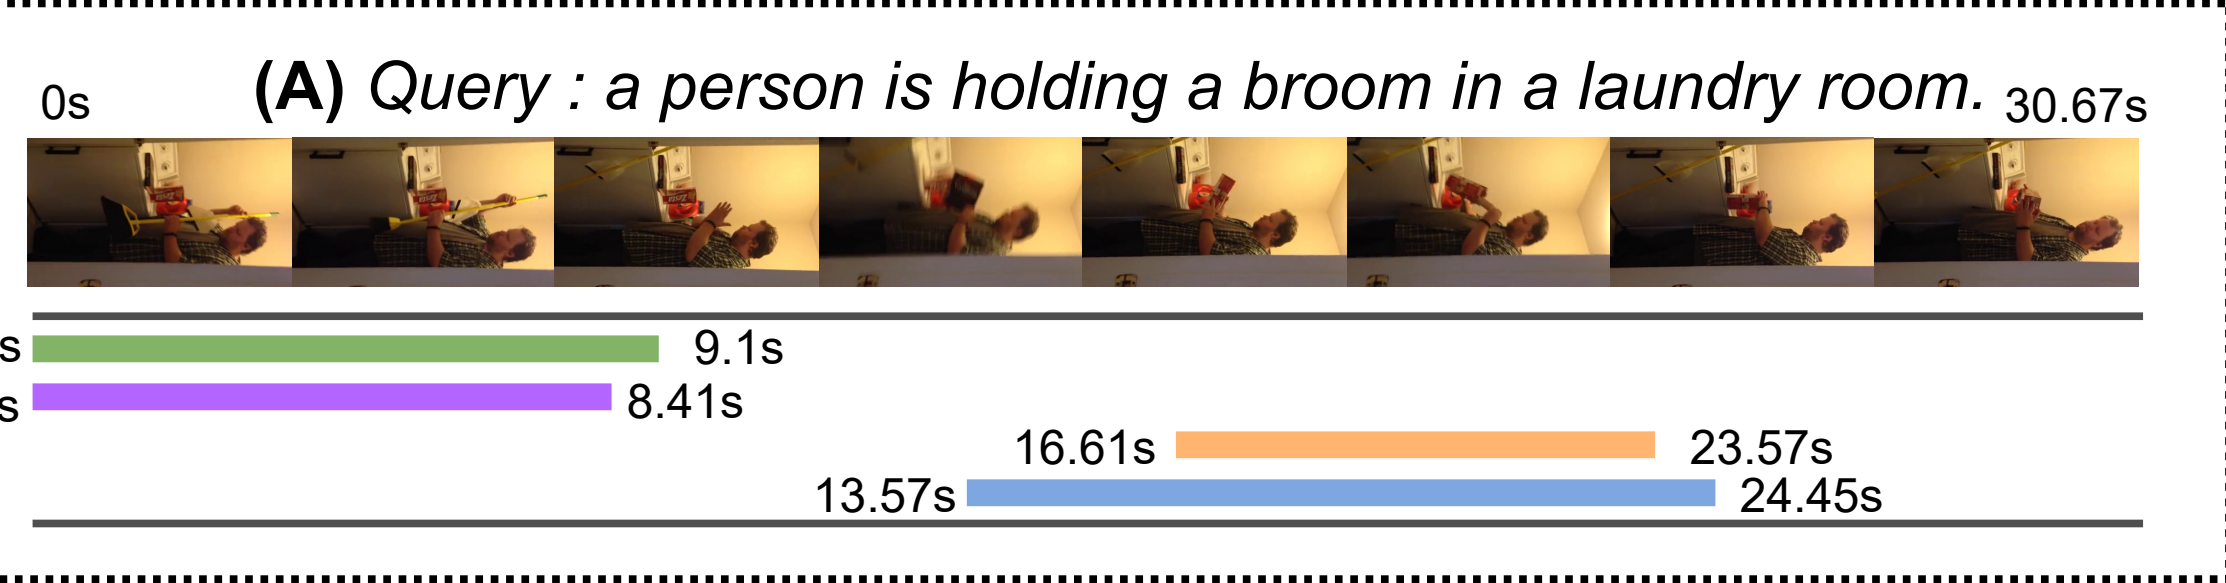 (A) Query : a person is holding a broom in a laundry room.
0s 30.67s
s 9.1s
s 8.41s
16.61s 23.57s
13.57s 24.45s